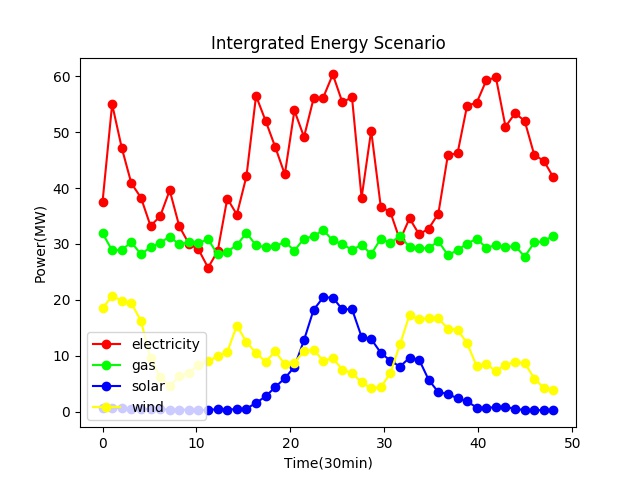 Intergrated Energy Scenario
Power(MW)
60
50
40
30
20
10
0
electricity
gas
solar
wind
0 10 20 30 40 50
Time(30min)